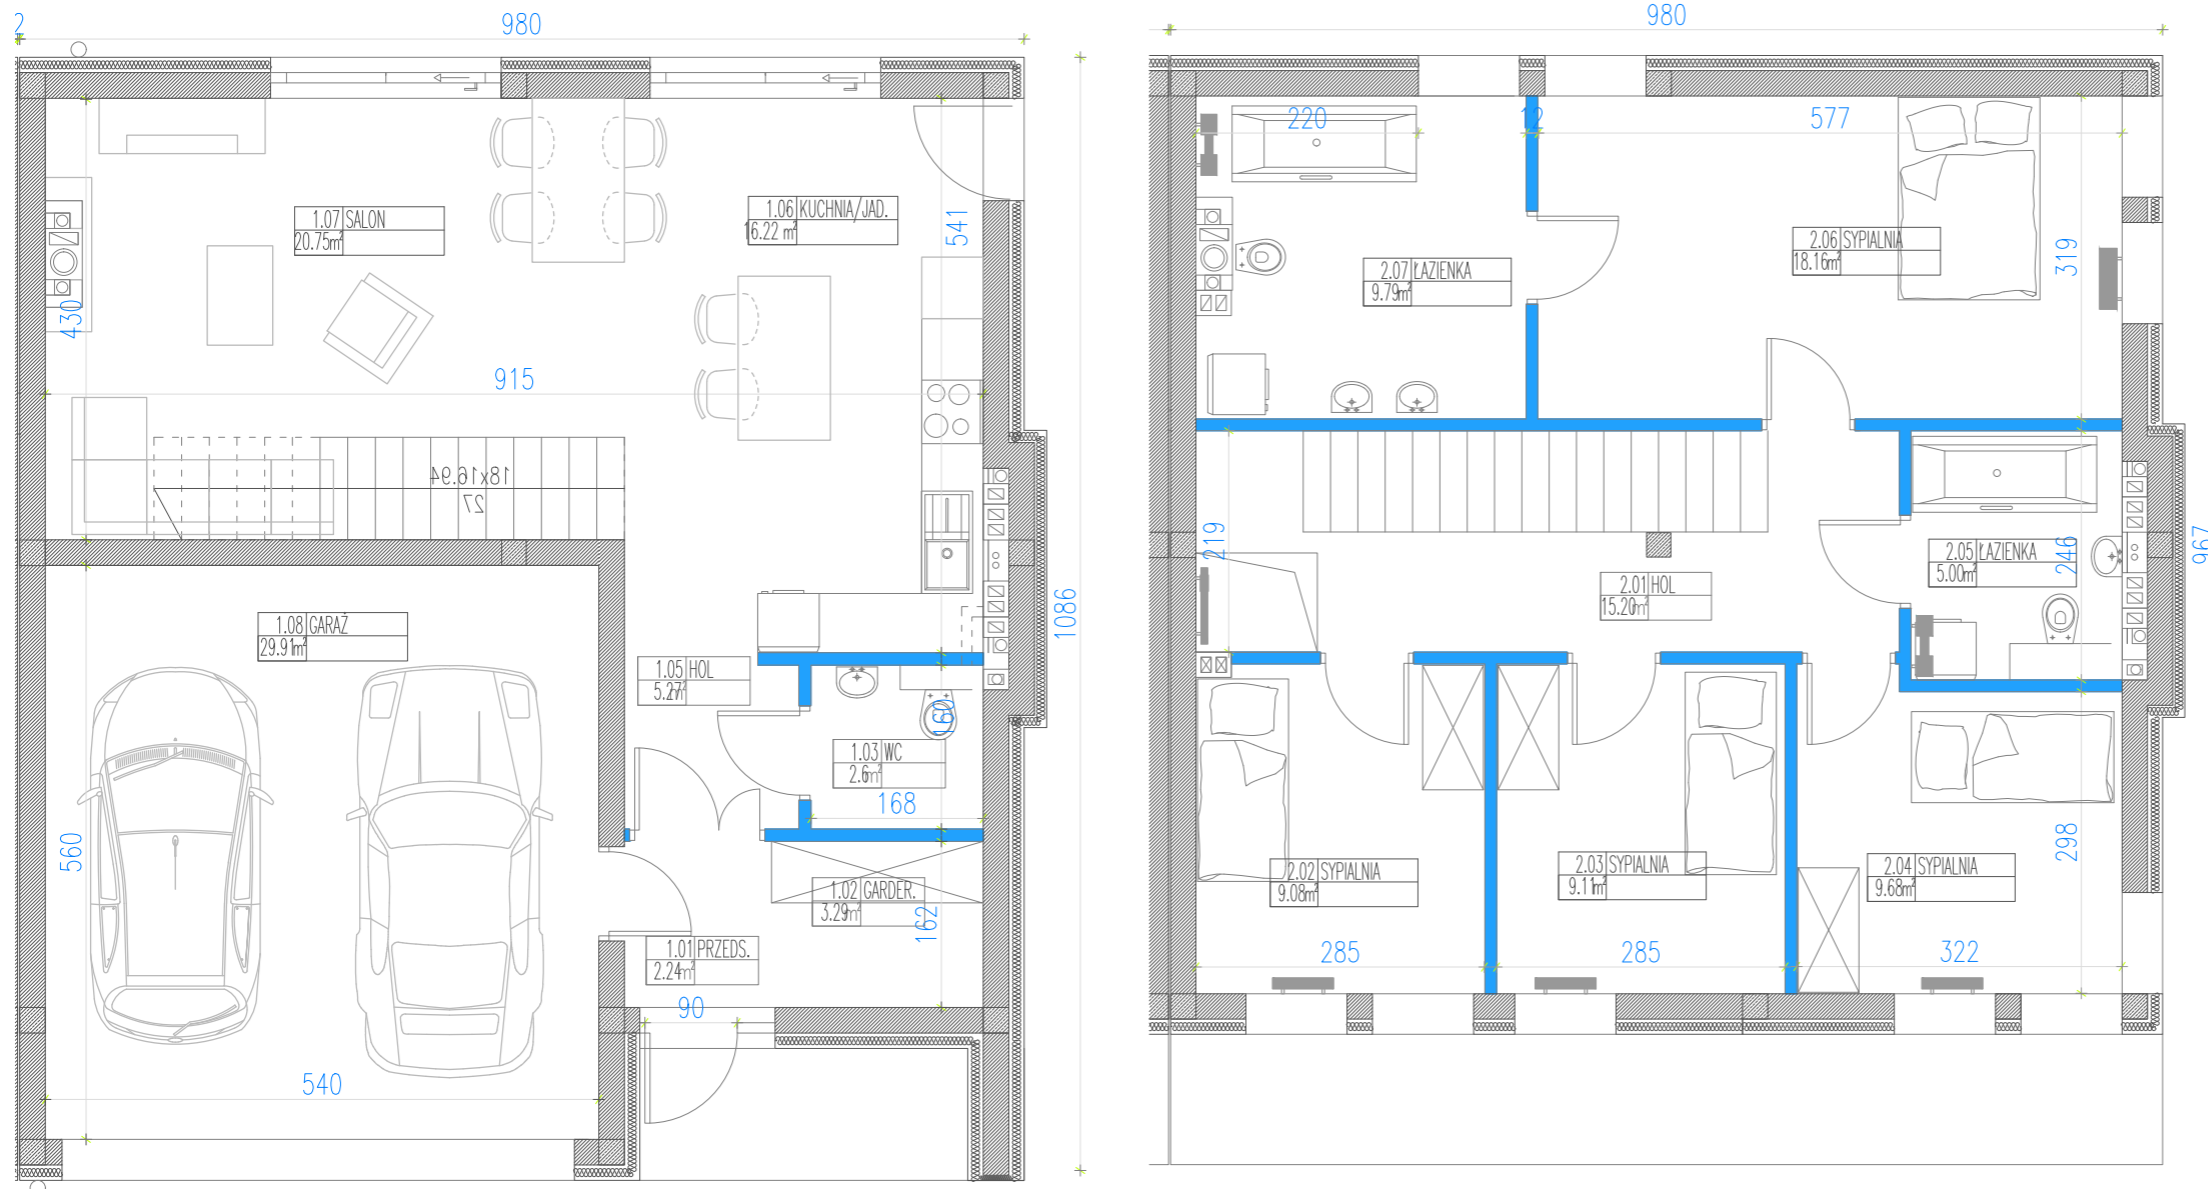 2
980
1.07 SALON
20.75m²
1.06 KUCHNIA/JAD.
16.22 m²
541
430
915
18x16.94
27
1086
1.08 GARAŻ
29.91m²
1.05 HOL
5.27m²
160
1.03 WC
2.6m²
168
560
1.02 GARDER.
3.29m²
162
1.01 PRZEDS.
2.24m²
90
540
980
220
12
577
2.06 SYPIALNIA
18.16m²
319
2.07 ŁAZIENKA
9.79m²
219
2.05 ŁAZIENKA
5.00m²
246
967
2.01 HOL
15.20m²
298
2.02 SYPIALNIA
9.08m²
2.03 SYPIALNIA
9.11m²
2.04 SYPIALNIA
9.68m²
285
285
322